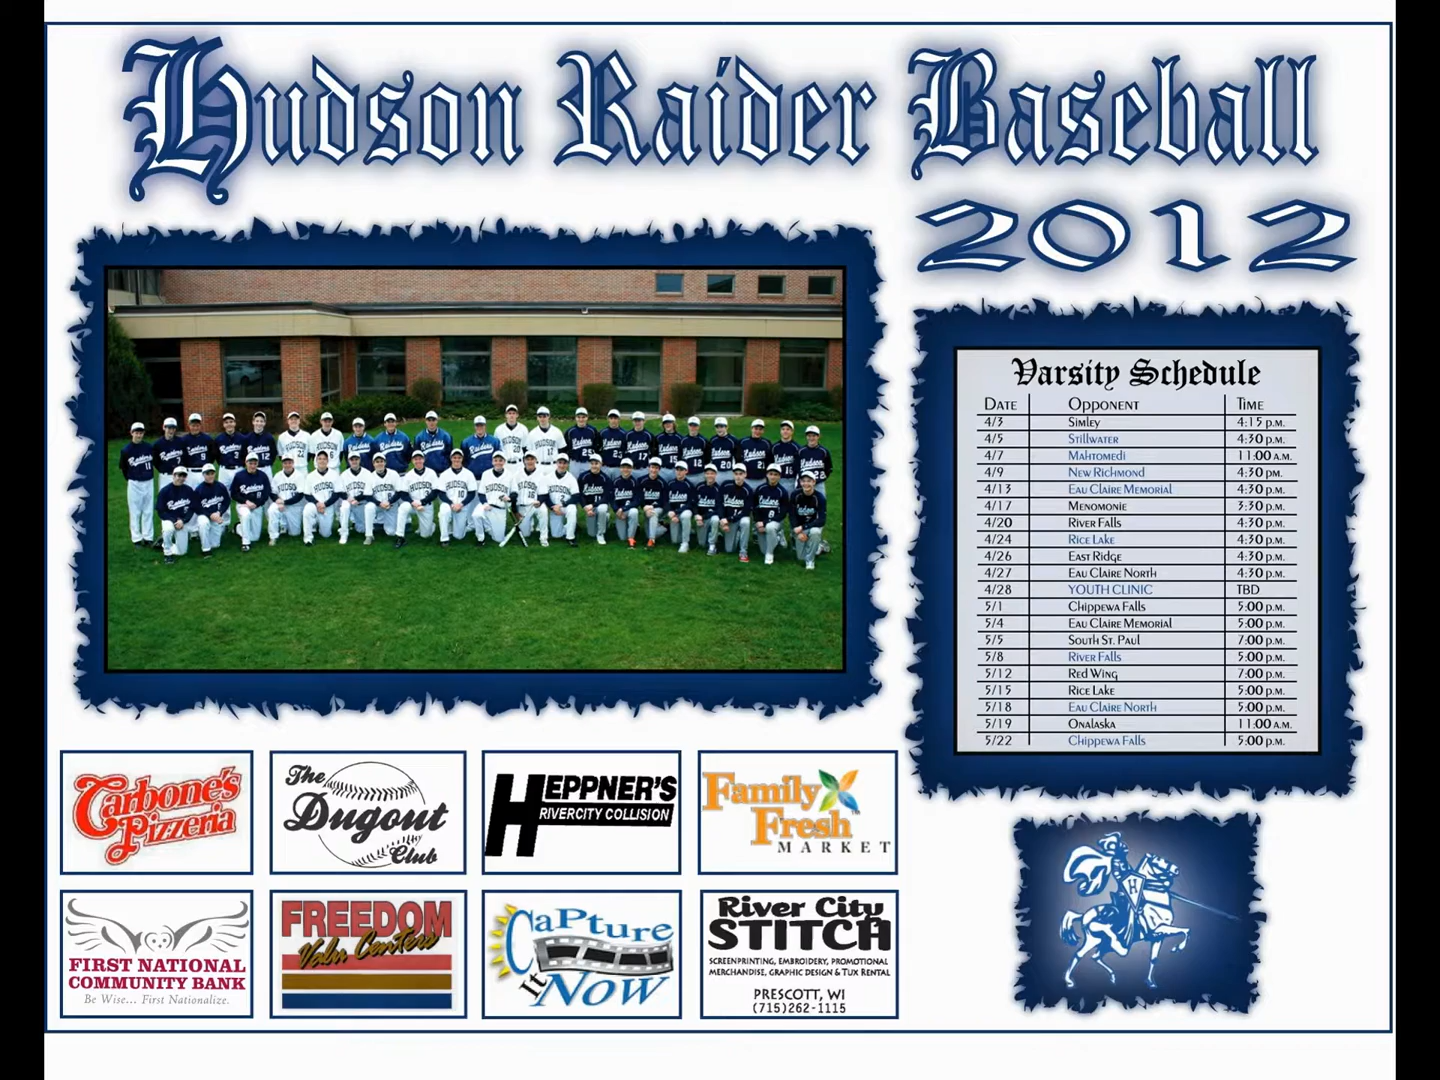 Hudson Raider Baseball
2012
Varsity Schedule
Date Opponent Time
4/3 Simley 4:15 p.m.
4/5 Stillwater 4:30 p.m.
4/7 Mahtomedi 11:00 a.m.
4/9 New Richmond 4:30 pm.
4/13 Eau Claire Memorial 4:30 p.m.
4/17 Menomonie 3:30 p.m.
4/20 River Falls 4:30 p.m.
4/24 Rice Lake 4:30 p.m.
4/26 East Ridge 4:30 p.m.
4/27 Eau Claire North 4:30 p.m.
4/28 YOUTH CLINIC TBD
5/1 Chippewa Falls 5:00 p.m.
5/4 Eau Claire Memorial 5:00 p.m.
5/5 South St. Paul 7:00 p.m.
5/8 River Falls 5:00 p.m.
5/12 Red Wing 7:00 p.m.
5/15 Rice Lake 5:00 p.m.
5/18 Eau Claire North 5:00 p.m.
5/19 Onalaska 11:00 a.m.
5/22 Chippewa Falls 5:00 p.m.
Carbone's
Pizzeria
The
Dugout
Club
HEPPNER'S
RIVERCITY COLLISION
Family
Fresh
MARKET
FIRST NATIONAL
COMMUNITY BANK
Be Wise... First Nationalize.
FREEDOM
Valu Centers
Capture
It Now
River City
STITCH
Screenprinting, Embroidery, Promotional
Merchandise, Graphic Design & Tux Rental
Prescott, WI
(715)262-1115
H